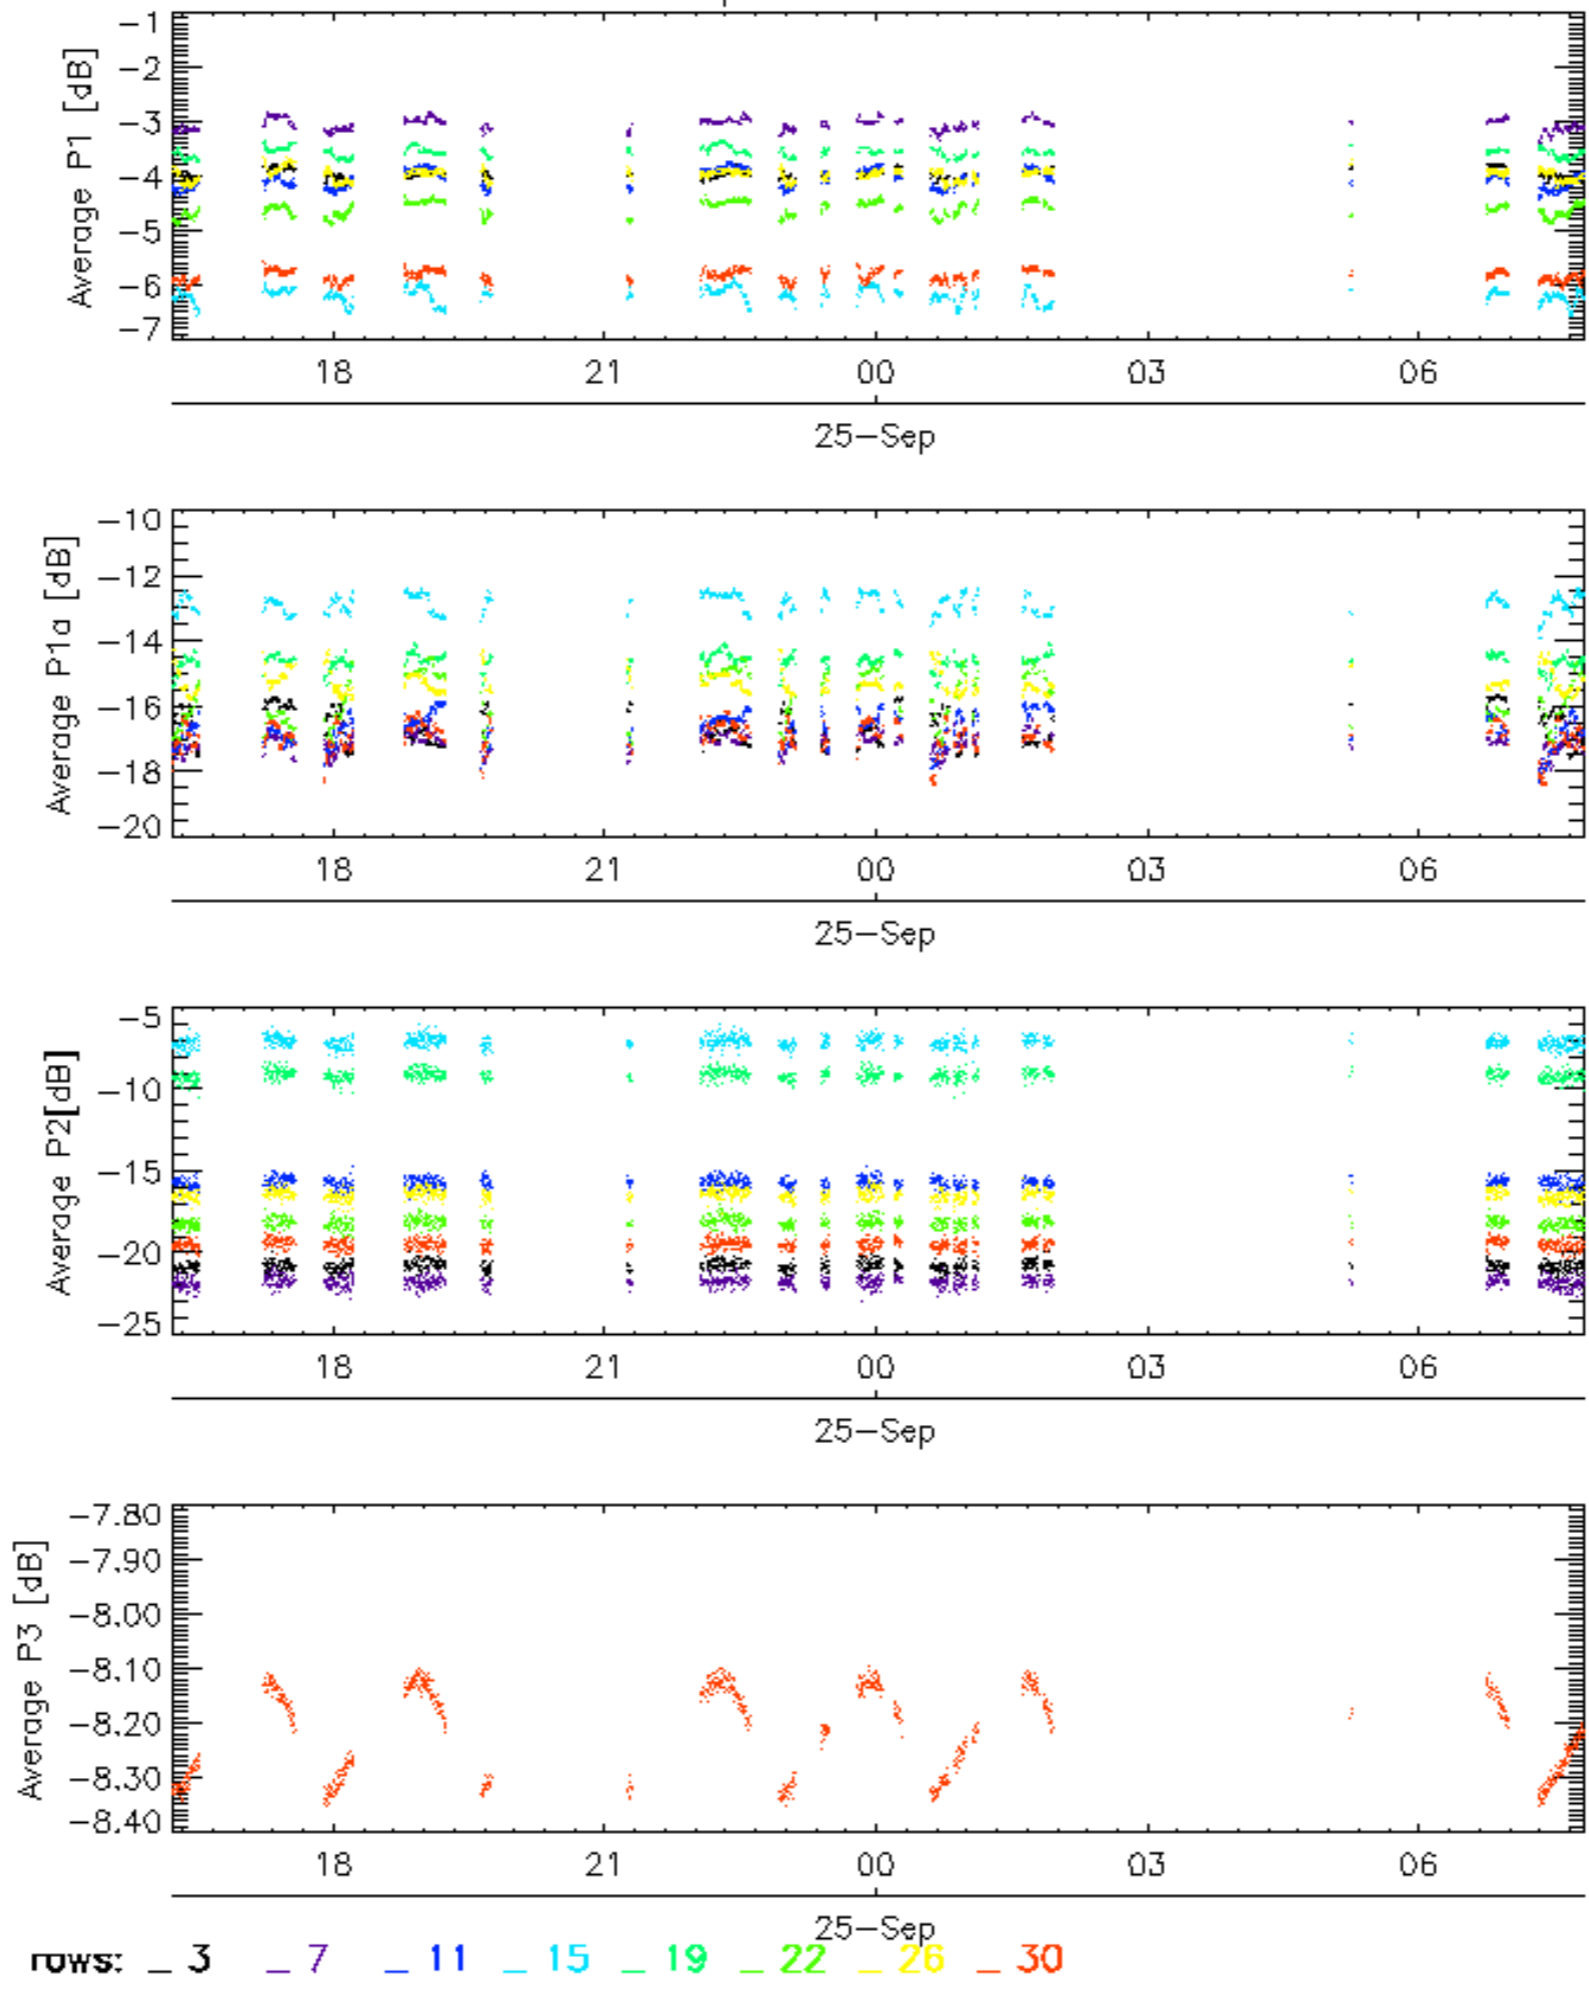 Average P1 [dB]
-1
-2
-3
-4
-5
-6
-7
18 21 00 03 06
25-Sep
Average P1a [dB]
-10
-12
-14
-16
-18
-20
18 21 00 03 06
25-Sep
Average P2[dB]
-5
-10
-15
-20
-25
18 21 00 03 06
25-Sep
Average P3 [dB]
-7.80
-7.90
-8.00
-8.10
-8.20
-8.30
-8.40
18 21 00 03 06
25-Sep
rows: _ 3 _ 7 _ 11 _ 15 _ 19 _ 22 _ 26 _ 30